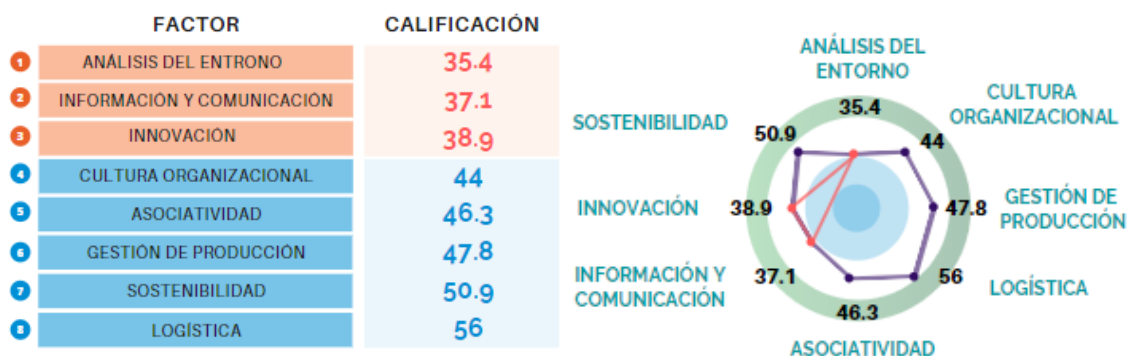 FACTOR CALIFICACIÓN
1 ANÁLISIS DEL ENTRONO 35.4
2 INFORMACIÓN Y COMUNICACIÓN 37.1
3 INNOVACIÓN 38.9
4 CULTURA ORGANIZACIONAL 44
5 ASOCIATIVIDAD 46.3
6 GESTIÓN DE PRODUCCIÓN 47.8
7 SOSTENIBILIDAD 50.9
8 LOGÍSTICA 56
ANÁLISIS DEL
ENTORNO
35.4
CULTURA
ORGANIZACIONAL
44
GESTIÓN DE
PRODUCCIÓN
47.8
LOGÍSTICA
56
ASOCIATIVIDAD
46.3
INFORMACIÓN Y
COMUNICACIÓN
37.1
INNOVACIÓN
38.9
SOSTENIBILIDAD
50.9